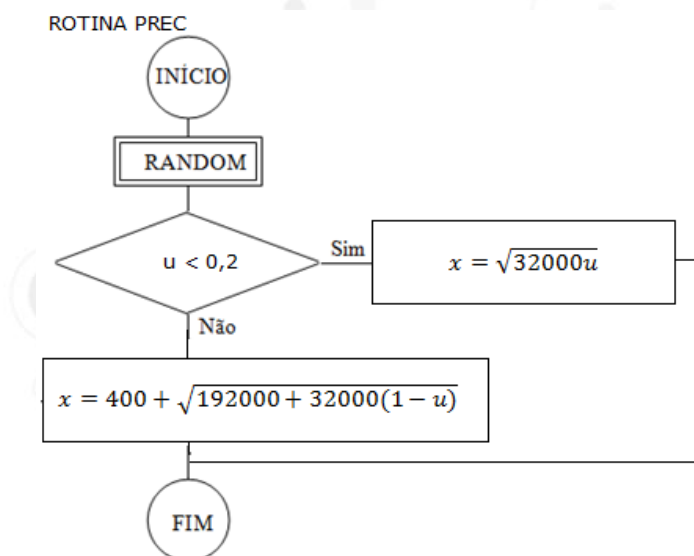 ROTINA PREC
INÍCIO
RANDOM
u < 0,2
Sim
x = √32000u
Não
x = 400 + √192000 + 32000(1 − u)
FIM